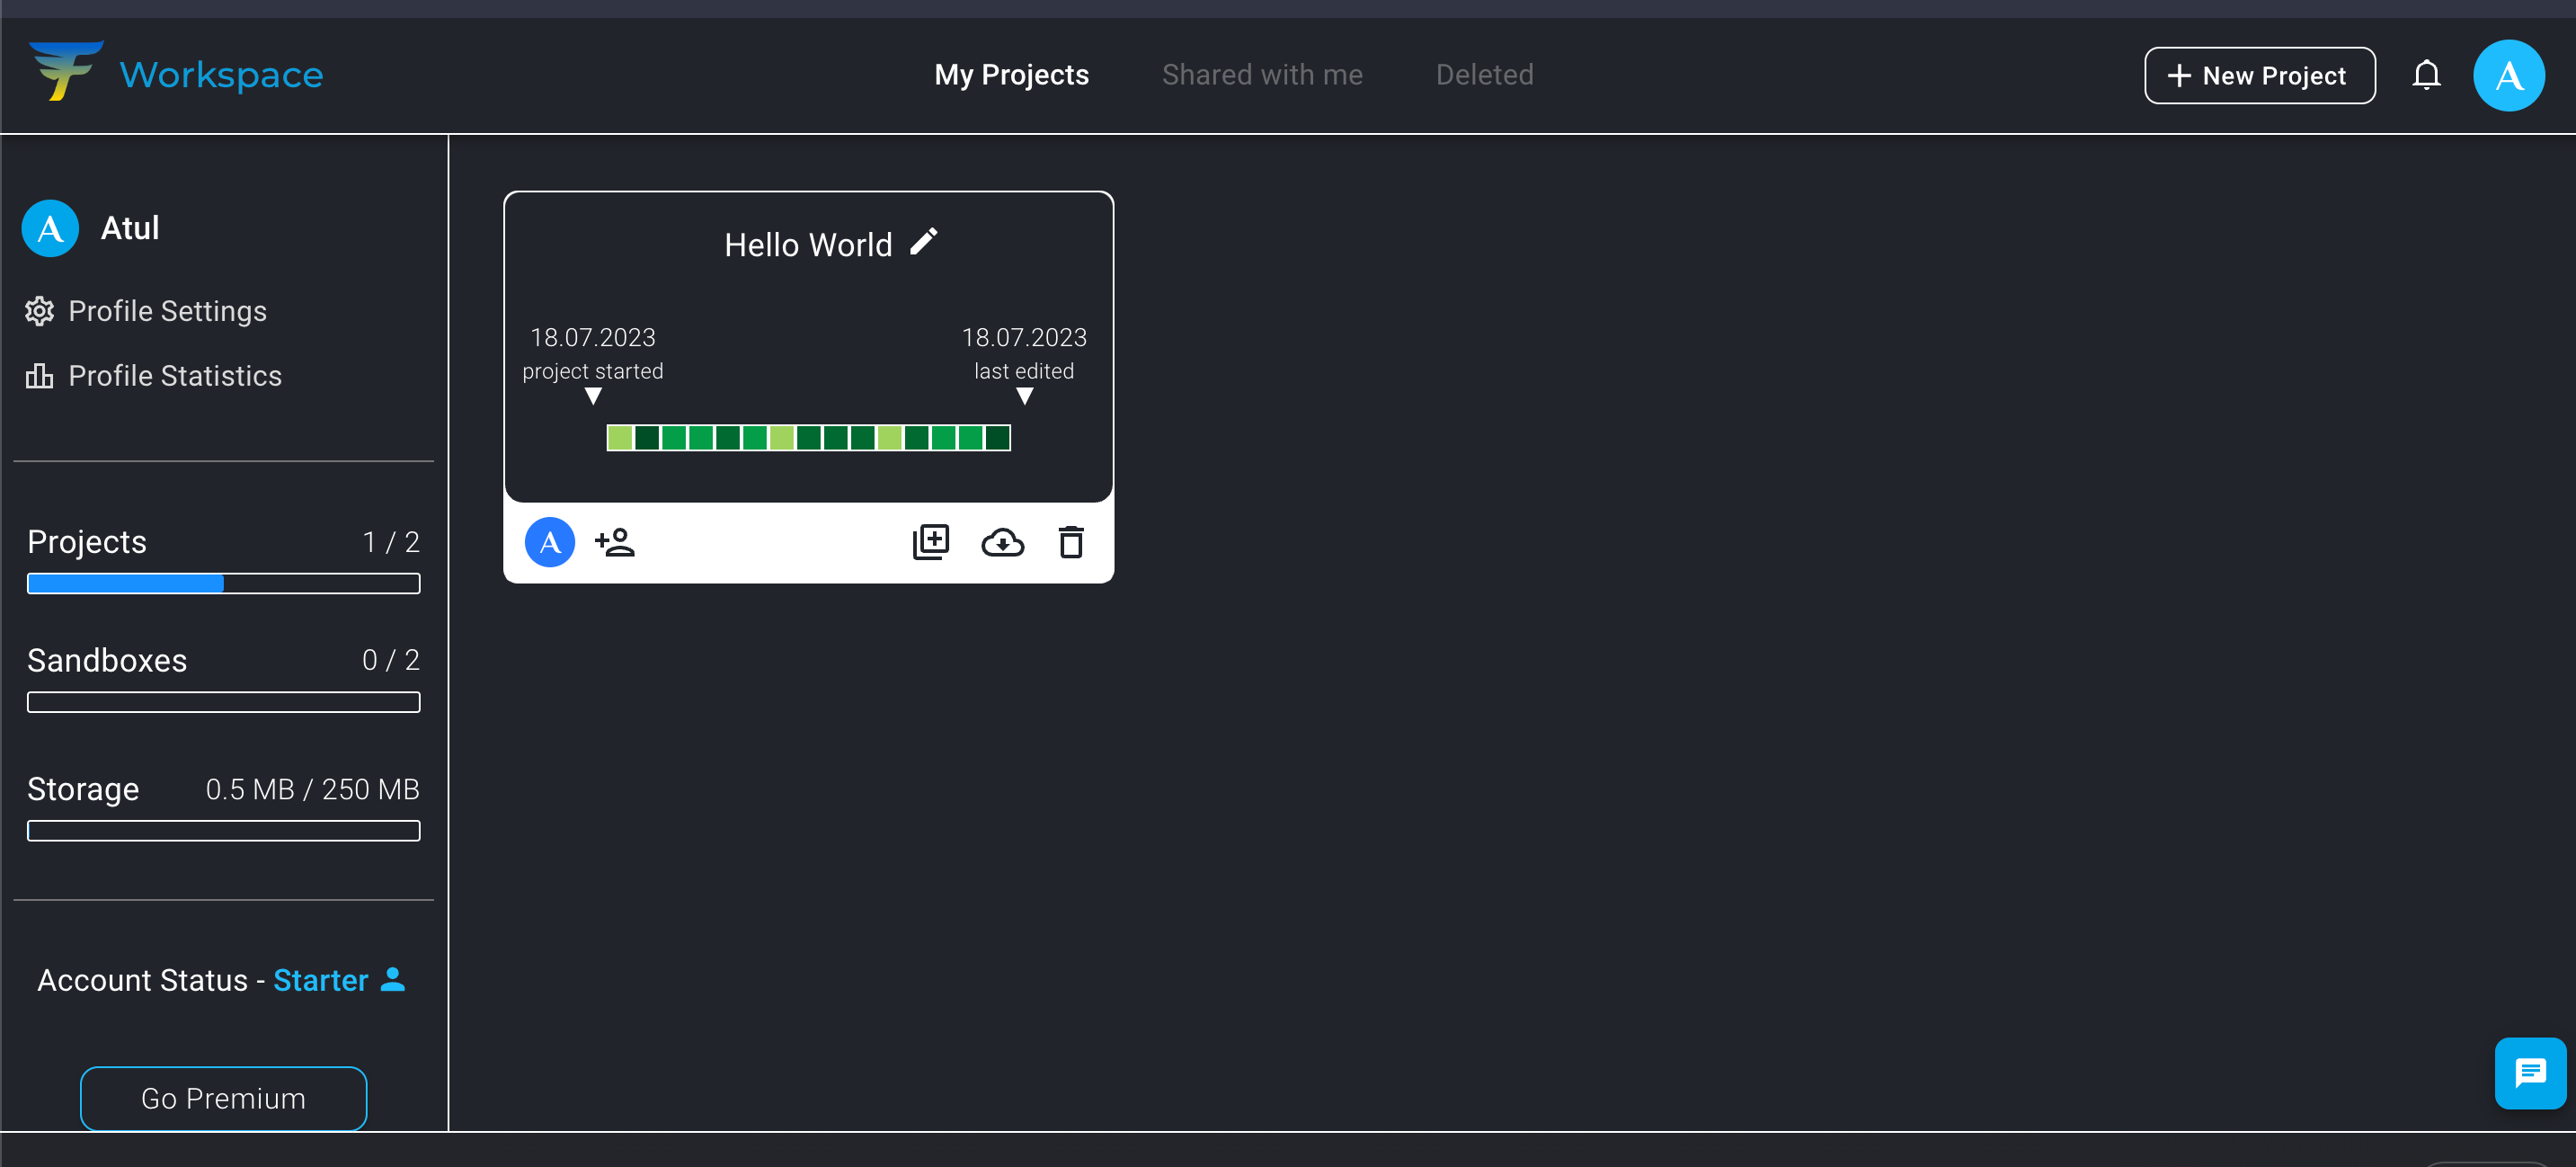 Workspace
My Projects
Shared with me
Deleted
New Project
A
A
Atul
Profile Settings
Profile Statistics
Projects
1 / 2
Sandboxes
0 / 2
Storage
0.5 MB / 250 MB
Account Status - Starter
Go Premium
Hello World
18.07.2023
project started
18.07.2023
last edited
A